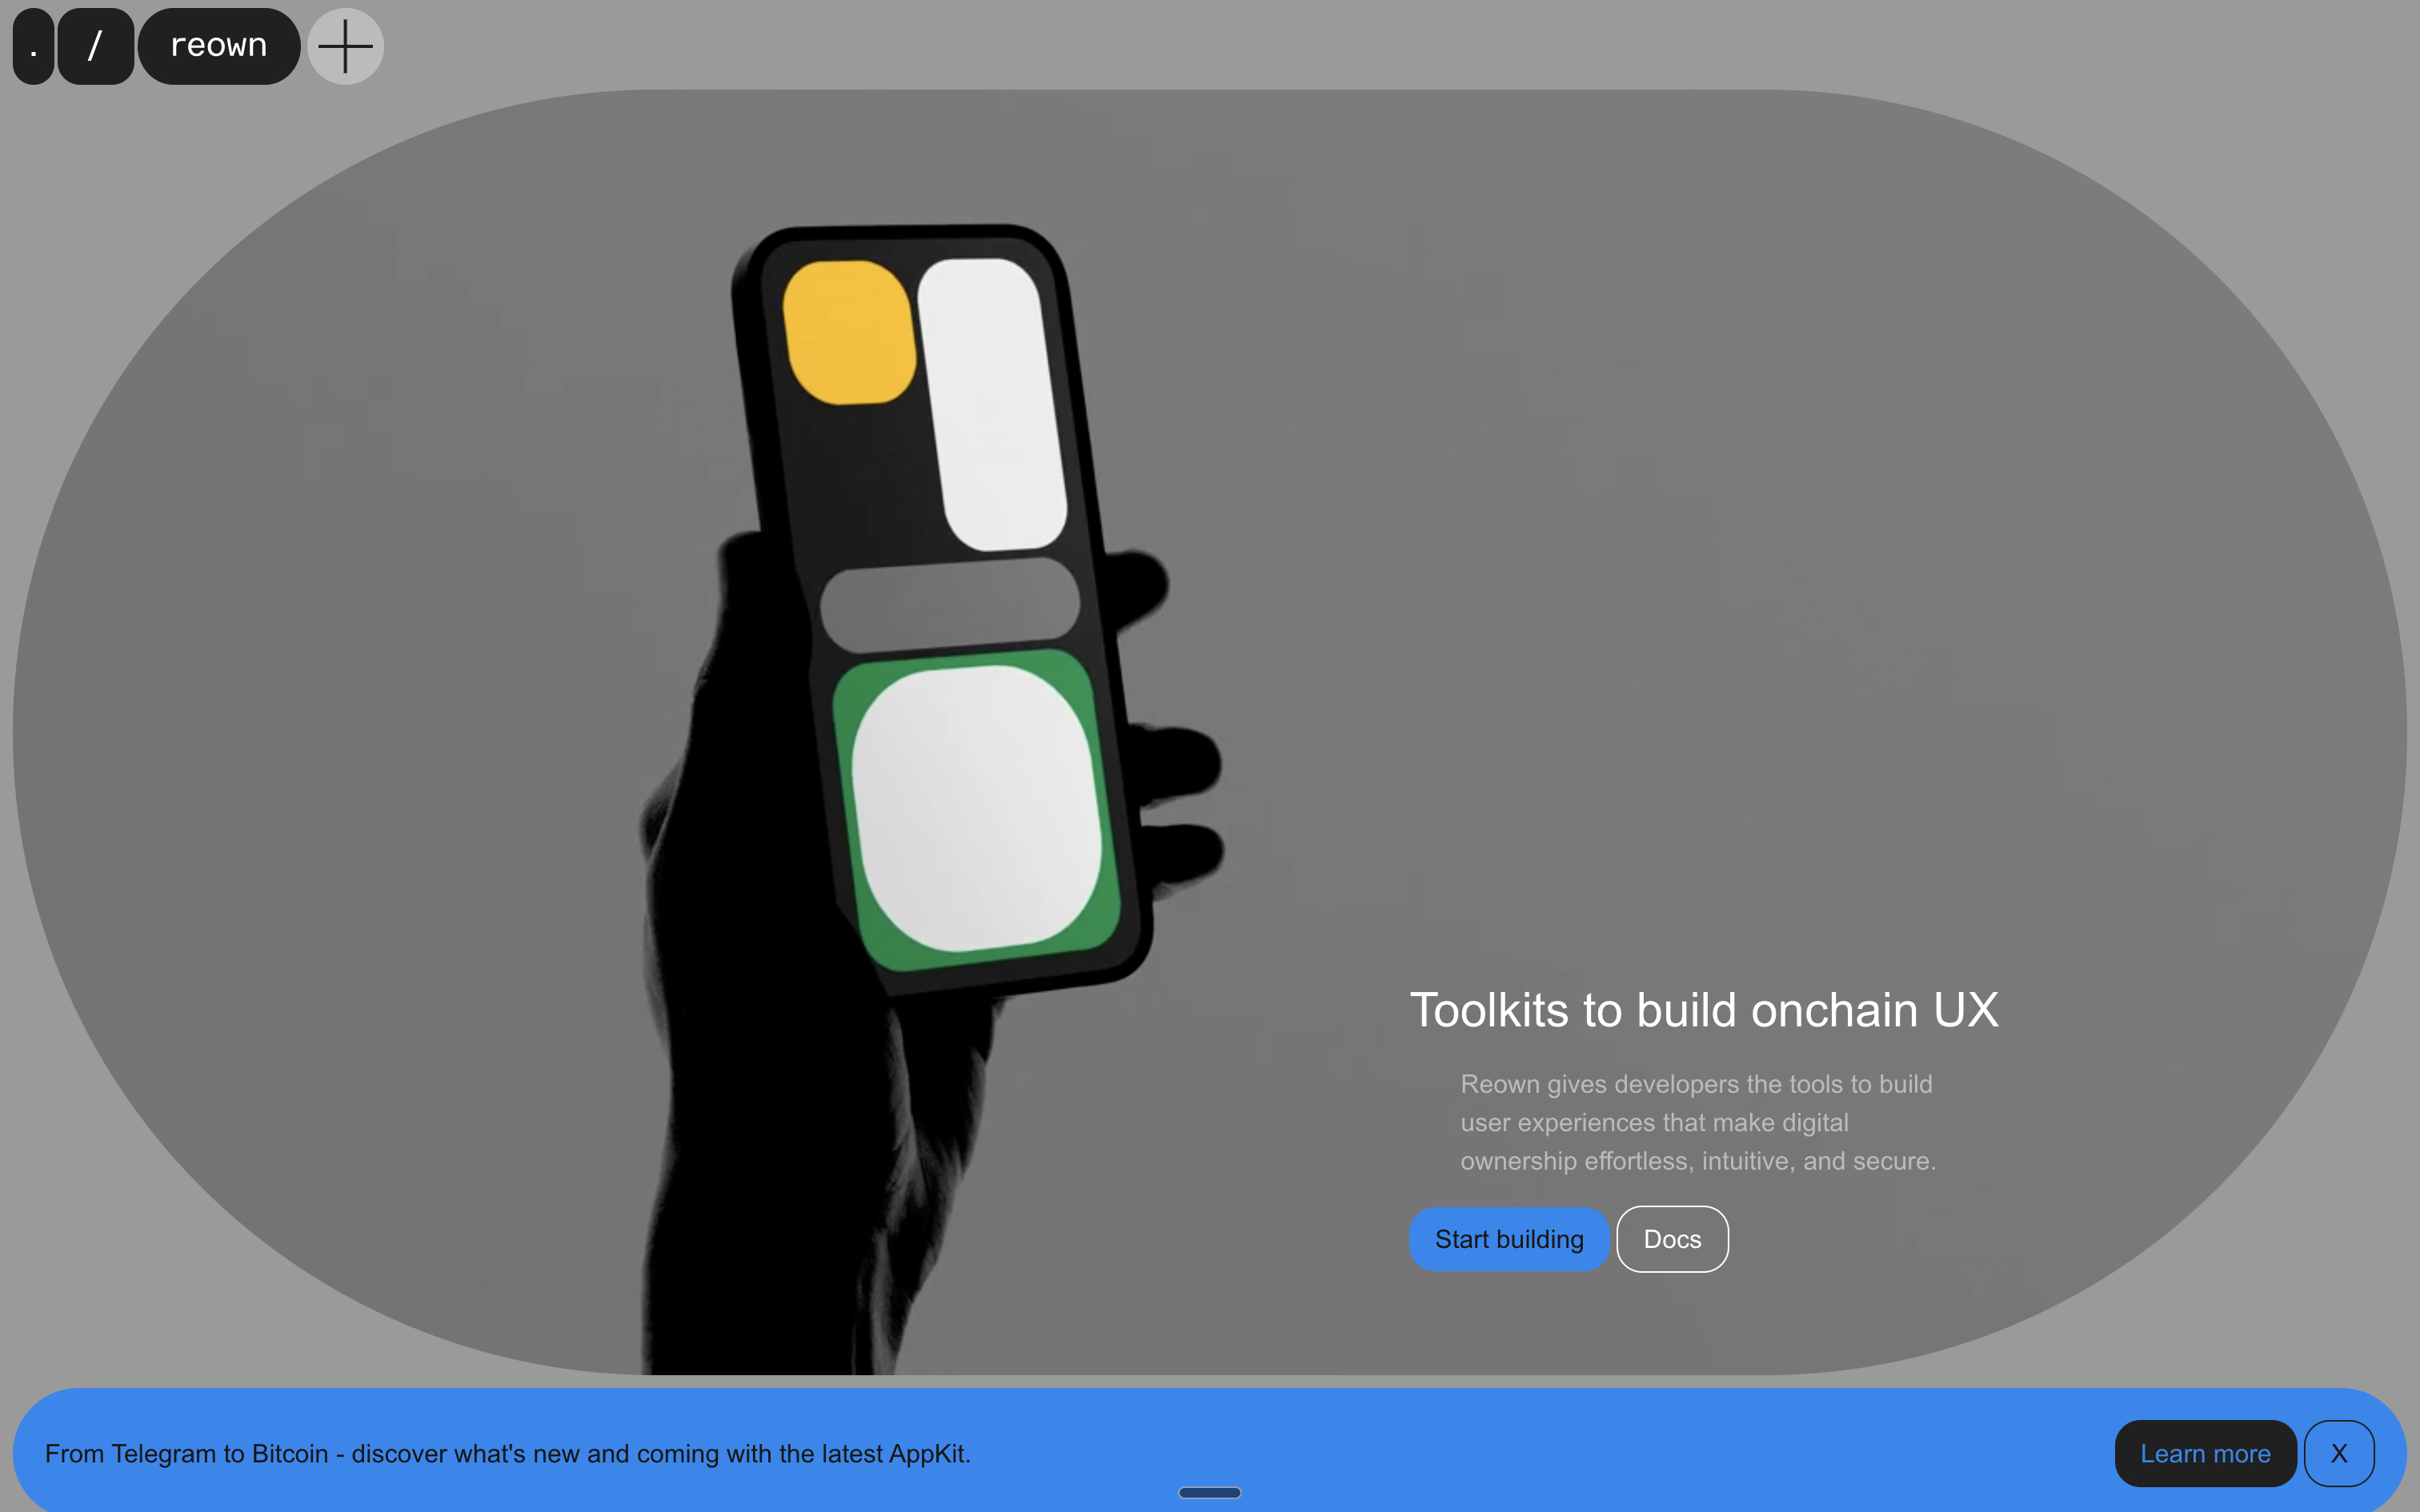 . / reown
Toolkits to build onchain UX
Reown gives developers the tools to build
user experiences that make digital
ownership effortless, intuitive, and secure.
Start building Docs
From Telegram to Bitcoin - discover what's new and coming with the latest AppKit. Learn more X